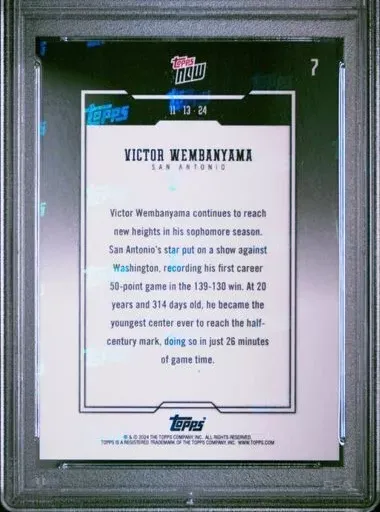 topps
now
7
11 · 13 · 24
topps
VICTOR WEMBANYAMA
SAN ANTONIO
Victor Wembanyama continues to reach
new heights in his sophomore season.
San Antonio's star put on a show against
Washington, recording his first career
50-point game in the 139-130 win. At 20
years and 314 days old, he became the
youngest center ever to reach the half-
century mark, doing so in just 26 minutes
of game time.
topps
® & © 2024 THE TOPPS COMPANY, INC. ALL RIGHTS RESERVED.
TOPPS IS A REGISTERED TRADEMARK OF THE TOPPS COMPANY, INC. WWW.TOPPS.COM